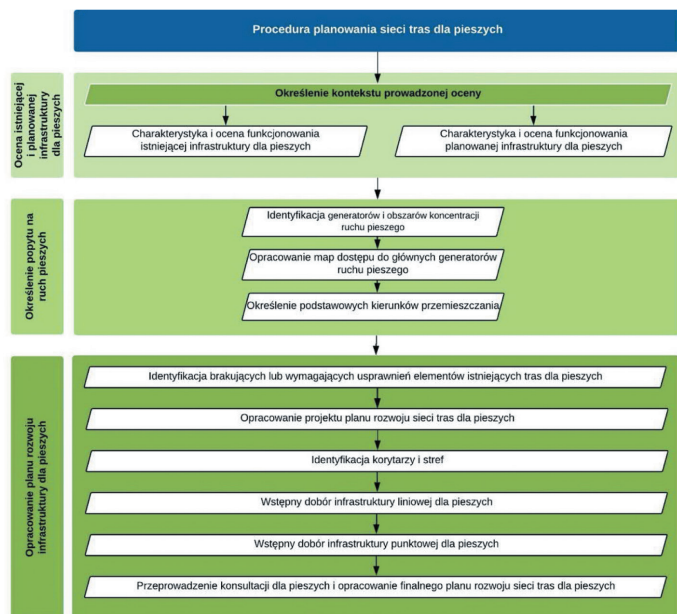 Procedura planowania sieci tras dla pieszych
Ocena istniejącej
i planowanej
infrastruktury
dla pieszych
Określenie kontekstu prowadzonej oceny
Charakterystyka i ocena funkcjonowania
istniejącej infrastruktury dla pieszych
Charakterystyka i ocena funkcjonowania
planowanej infrastruktury dla pieszych
Określenie popytu na
ruch pieszych
Identyfikacja generatorów i obszarów koncentracji
ruchu pieszego
Opracowanie map dostępu do głównych generatorów
ruchu pieszego
Określenie podstawowych kierunków przemieszczania
Opracowanie planu rozwoju
infrastruktury dla pieszych
Identyfikacja brakujących lub wymagających usprawnień elementów istniejących tras dla pieszych
Opracowanie projektu planu rozwoju sieci tras dla pieszych
Identyfikacja korytarzy i stref
Wstępny dobór infrastruktury liniowej dla pieszych
Wstępny dobór infrastruktury punktowej dla pieszych
Przeprowadzenie konsultacji dla pieszych i opracowanie finalnego planu rozwoju sieci tras dla pieszych